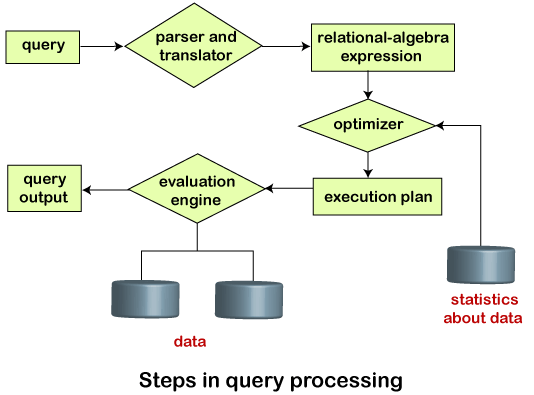 query
parser and
translator
relational-algebra
expression
optimizer
query
output
evaluation
engine
execution plan
statistics
about data
data
Steps in query processing